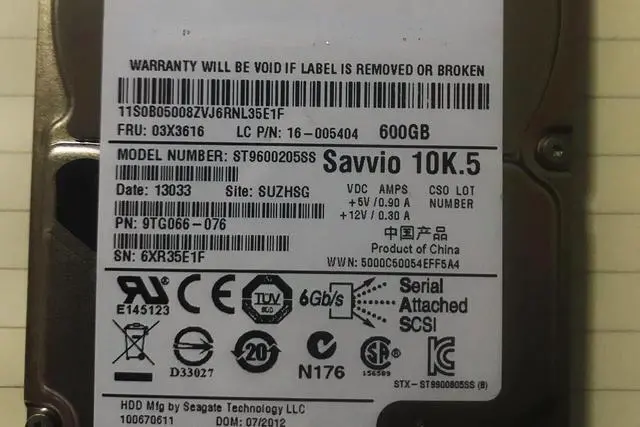 WARRANTY WILL BE VOID IF LABEL IS REMOVED OR BROKEN
11S0B05008ZVJ6RNL35E1F
FRU: 03X3616 LC P/N: 16-005404 600GB
MODEL NUMBER: ST9600205SS Savvio 10K.5
Date: 13033 Site: SUZHSG
VDC AMPS CSO LOT
+5V/0.90 A NUMBER
+12V/0.30 A
PN: 9TG066-076
中国产品
Product of China
SN: 6XR35E1F
WWN: 5000C50054EFF5A4
E145123
TUV
6Gb/s
Serial
Attached
SCSI
D33027
20
N176
156589
STX-ST9900805SS (B)
HDD Mfg by Seagate Technology LLC
100670611 DOM: 07/2012